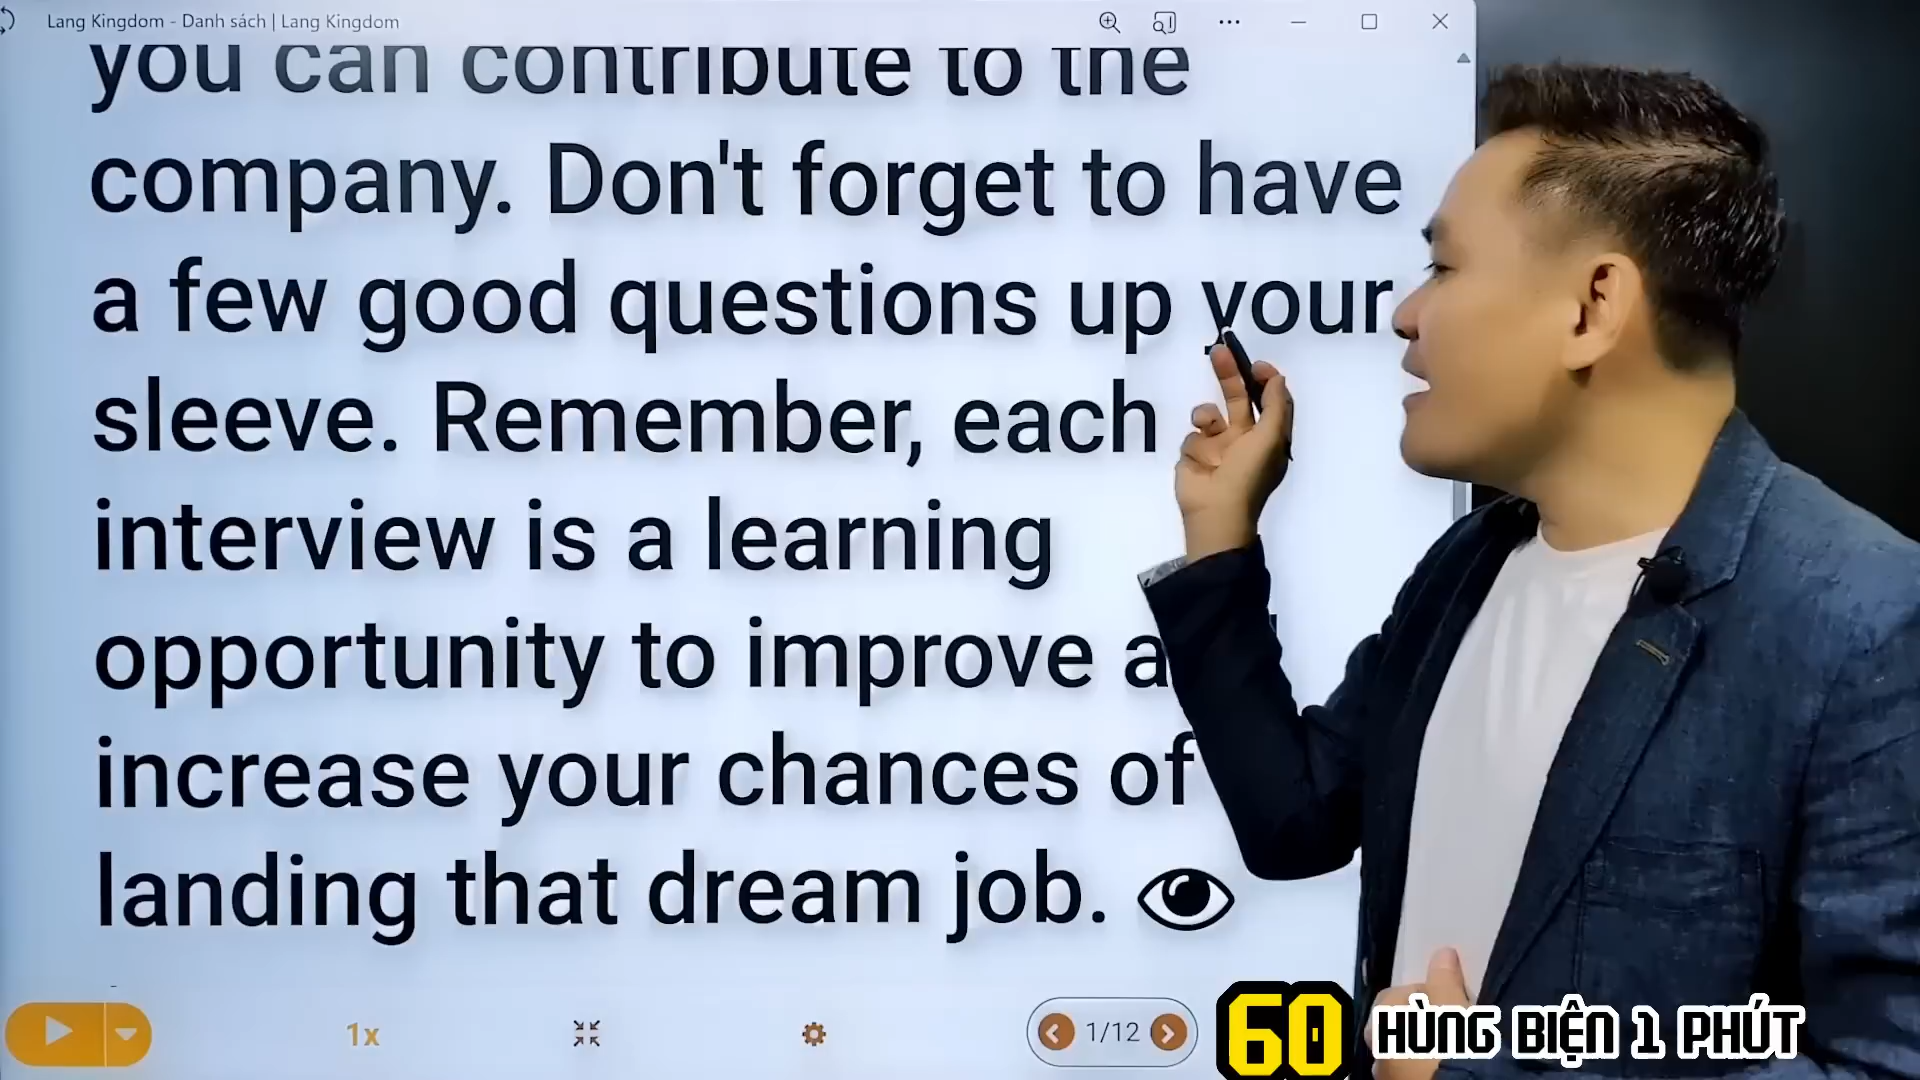 Lang Kingdom - Danh sách | Lang Kingdom
you can contribute to the
company. Don't forget to have
a few good questions up your
sleeve. Remember, each
interview is a learning
opportunity to improve
increase your chances of
landing that dream job.
1x
1/12
60 HÙNG BIỆN 1 PHÚT